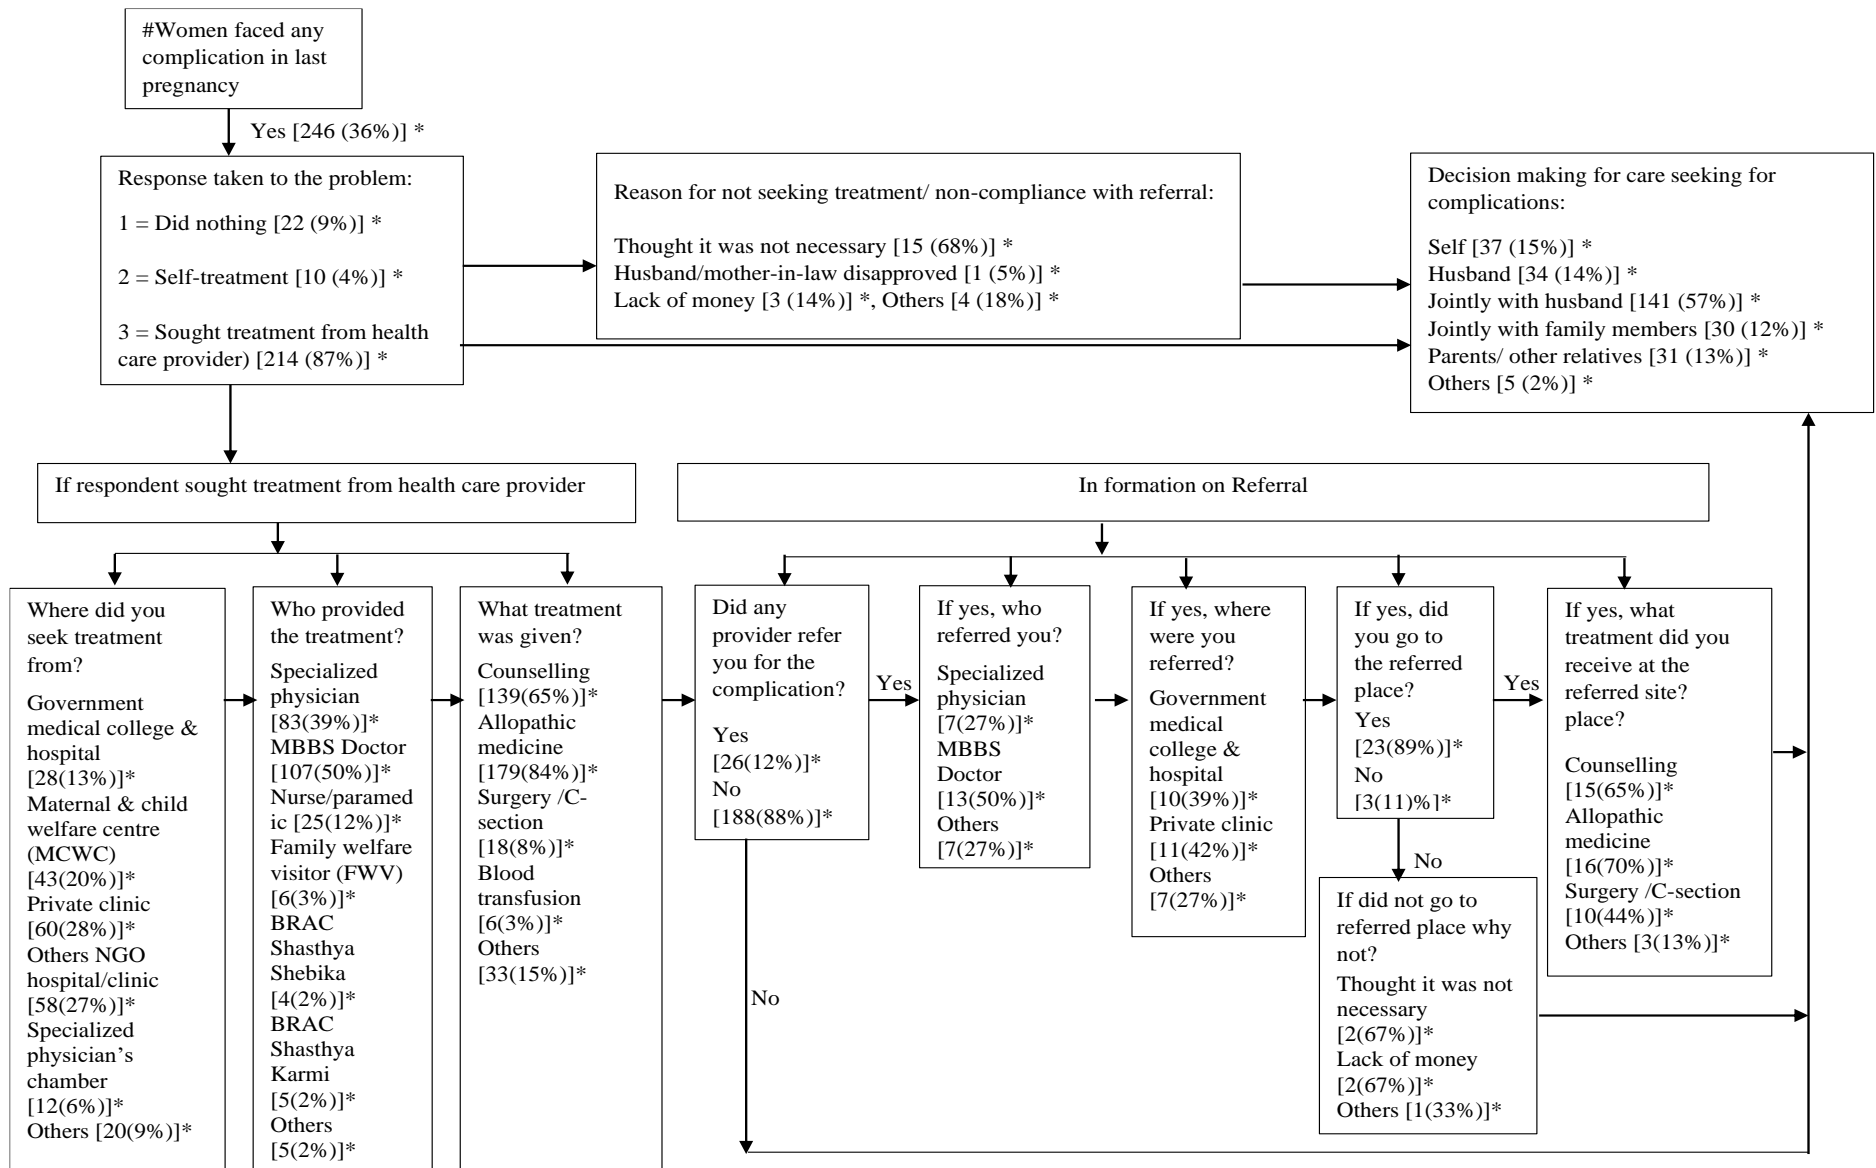 #Women faced any
complication in last
pregnancy
Yes [246 (36%)] *
Response taken to the problem:
1 = Did nothing [22 (9%)] *
2 = Self-treatment [10 (4%)] *
3 = Sought treatment from health
care provider) [214 (87%)] *
Reason for not seeking treatment/ non-compliance with referral:
Thought it was not necessary [15 (68%)] *
Husband/mother-in-law disapproved [1 (5%)] *
Lack of money [3 (14%)] *, Others [4 (18%)] *
Decision making for care seeking for
complications:
Self [37 (15%)] *
Husband [34 (14%)] *
Jointly with husband [141 (57%)] *
Jointly with family members [30 (12%)] *
Parents/ other relatives [31 (13%)] *
Others [5 (2%)] *
If respondent sought treatment from health care provider
In formation on Referral
Where did you
seek treatment
from?
Government
medical college &
hospital
[28(13%)]*
Maternal & child
welfare centre
(MCWC)
[43(20%)]*
Private clinic
[60(28%)]*
Others NGO
hospital/clinic
[58(27%)]*
Specialized
physician's
chamber
[12(6%)]*
Others [20(9%)]*
Who provided
the treatment?
Specialized
physician
[83(39%)]*
MBBS Doctor
[107(50%)]*
Nurse/paramed
ic [25(12%)]*
Family welfare
visitor (FWV)
[6(3%)]*
BRAC
Shasthya
Shebika
[4(2%)]*
BRAC
Shasthya
Karmi
[5(2%)]*
Others
[5(2%)]*
What treatment
was given?
Counselling
[139(65%)]*
Allopathic
medicine
[179(84%)]*
Surgery /C-
section
[18(8%)]*
Blood
transfusion
[6(3%)]*
Others
[33(15%)]*
Did any
provider refer
you for the
complication?
Yes
[26(12%)]*
No
[188(88%)]*
Yes
No
If yes, who
referred you?
Specialized
physician
[7(27%)]*
MBBS
Doctor
[13(50%)]*
Others
[7(27%)]*
If yes, where
were you
referred?
Government
medical
college &
hospital
[10(39%)]*
Private clinic
[11(42%)]*
Others
[7(27%)]*
If yes, did
you go to
the referred
place?
Yes
[23(89%)]*
No
[3(11)%]*
Yes
No
If did not go to
referred place why
not?
Thought it was not
necessary
[2(67%)]*
Lack of money
[2(67%)]*
Others [1(33%)]*
If yes, what
treatment did you
receive at the
referred site?
place?
Counselling
[15(65%)]*
Allopathic
medicine
[16(70%)]*
Surgery /C-section
[10(44%)]*
Others [3(13%)]*